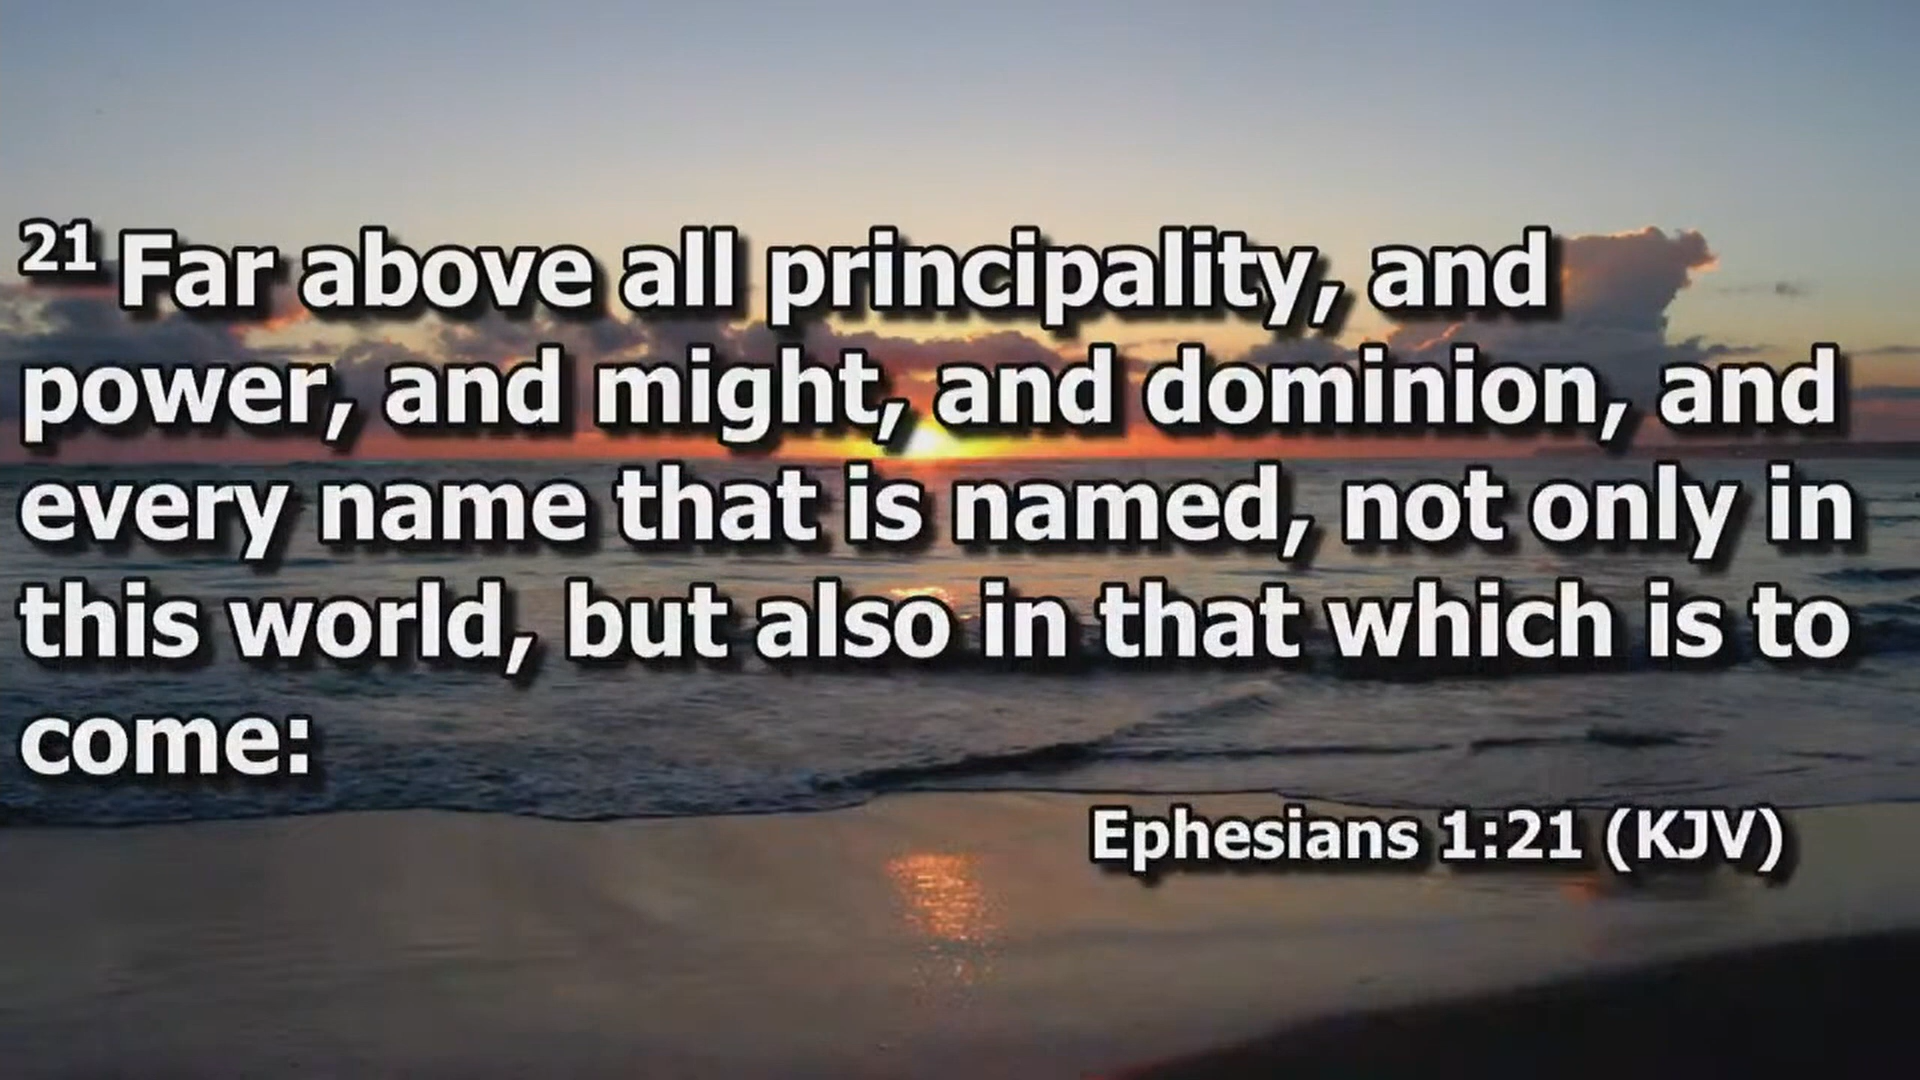 21 Far above all principality, and
power, and might, and dominion, and
every name that is named, not only in
this world, but also in that which is to
come:
Ephesians 1:21 (KJV)